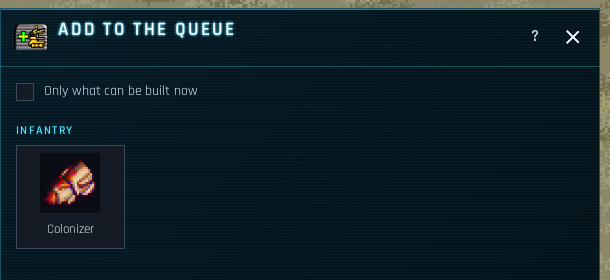 ADD TO THE QUEUE
?
Only what can be built now
INFANTRY
Colonizer